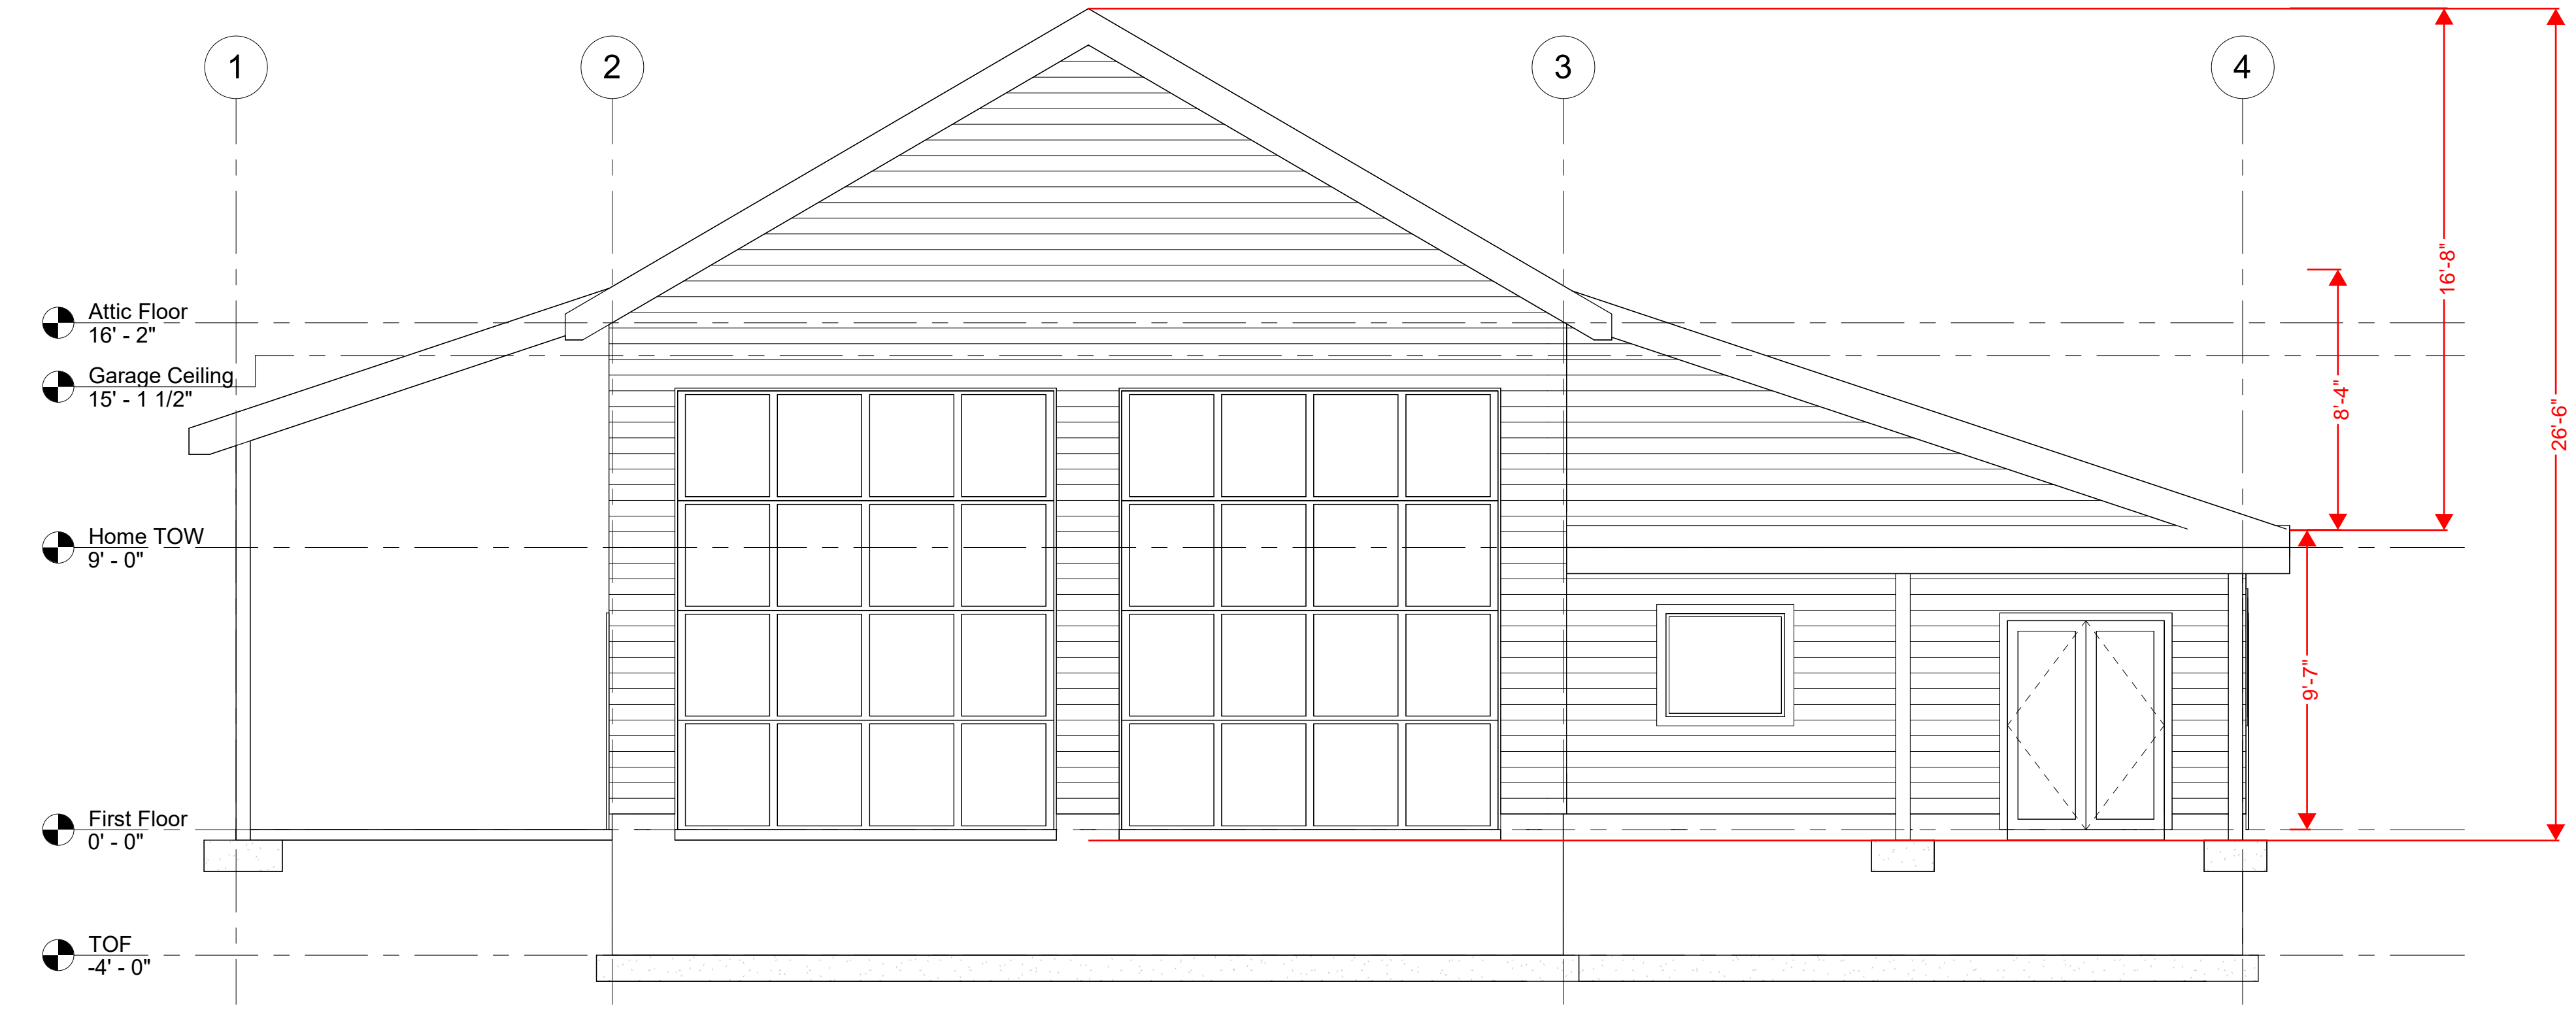 1
2
3
4
Attic Floor
16' - 2"
Garage Ceiling
15' - 1 1/2"
Home TOW
9' - 0"
First Floor
0' - 0"
TOF
-4' - 0"
16'-8"
8'-4"
26'-6"
9'-7"